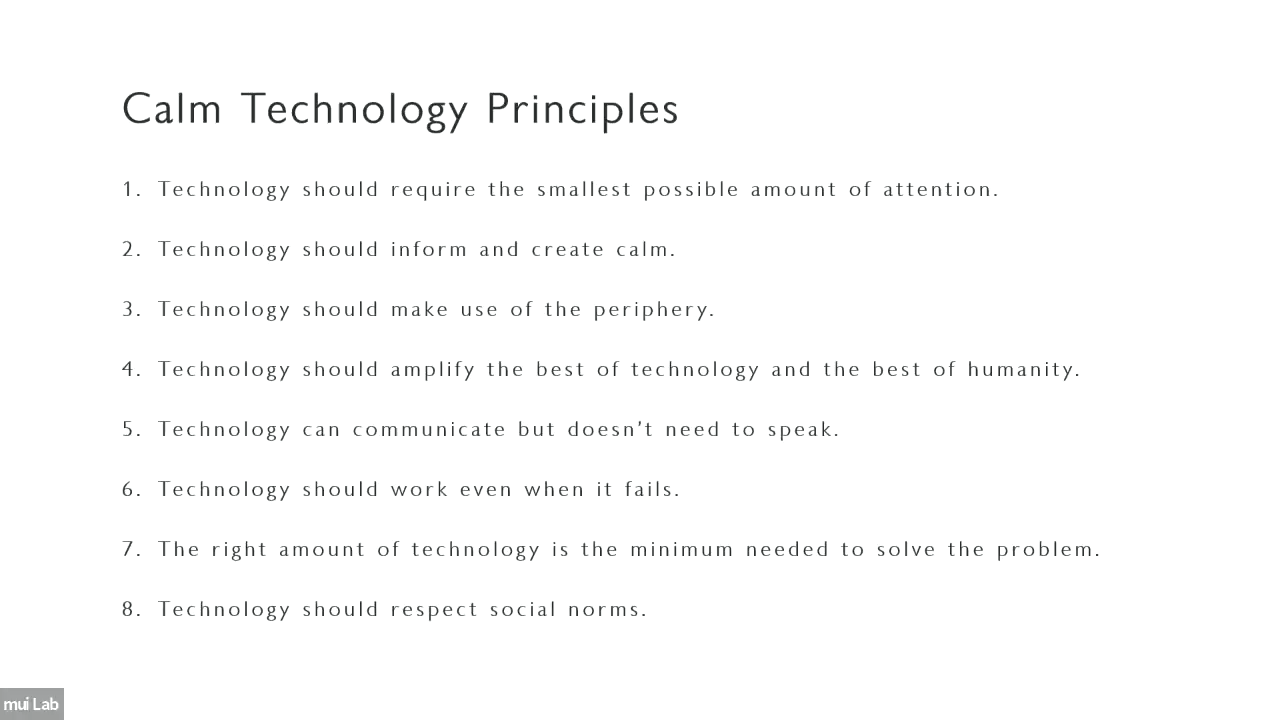 Calm Technology Principles
1. Technology should require the smallest possible amount of attention.
2. Technology should inform and create calm.
3. Technology should make use of the periphery.
4. Technology should amplify the best of technology and the best of humanity.
5. Technology can communicate but doesn’t need to speak.
6. Technology should work even when it fails.
7. The right amount of technology is the minimum needed to solve the problem.
8. Technology should respect social norms.
mui Lab